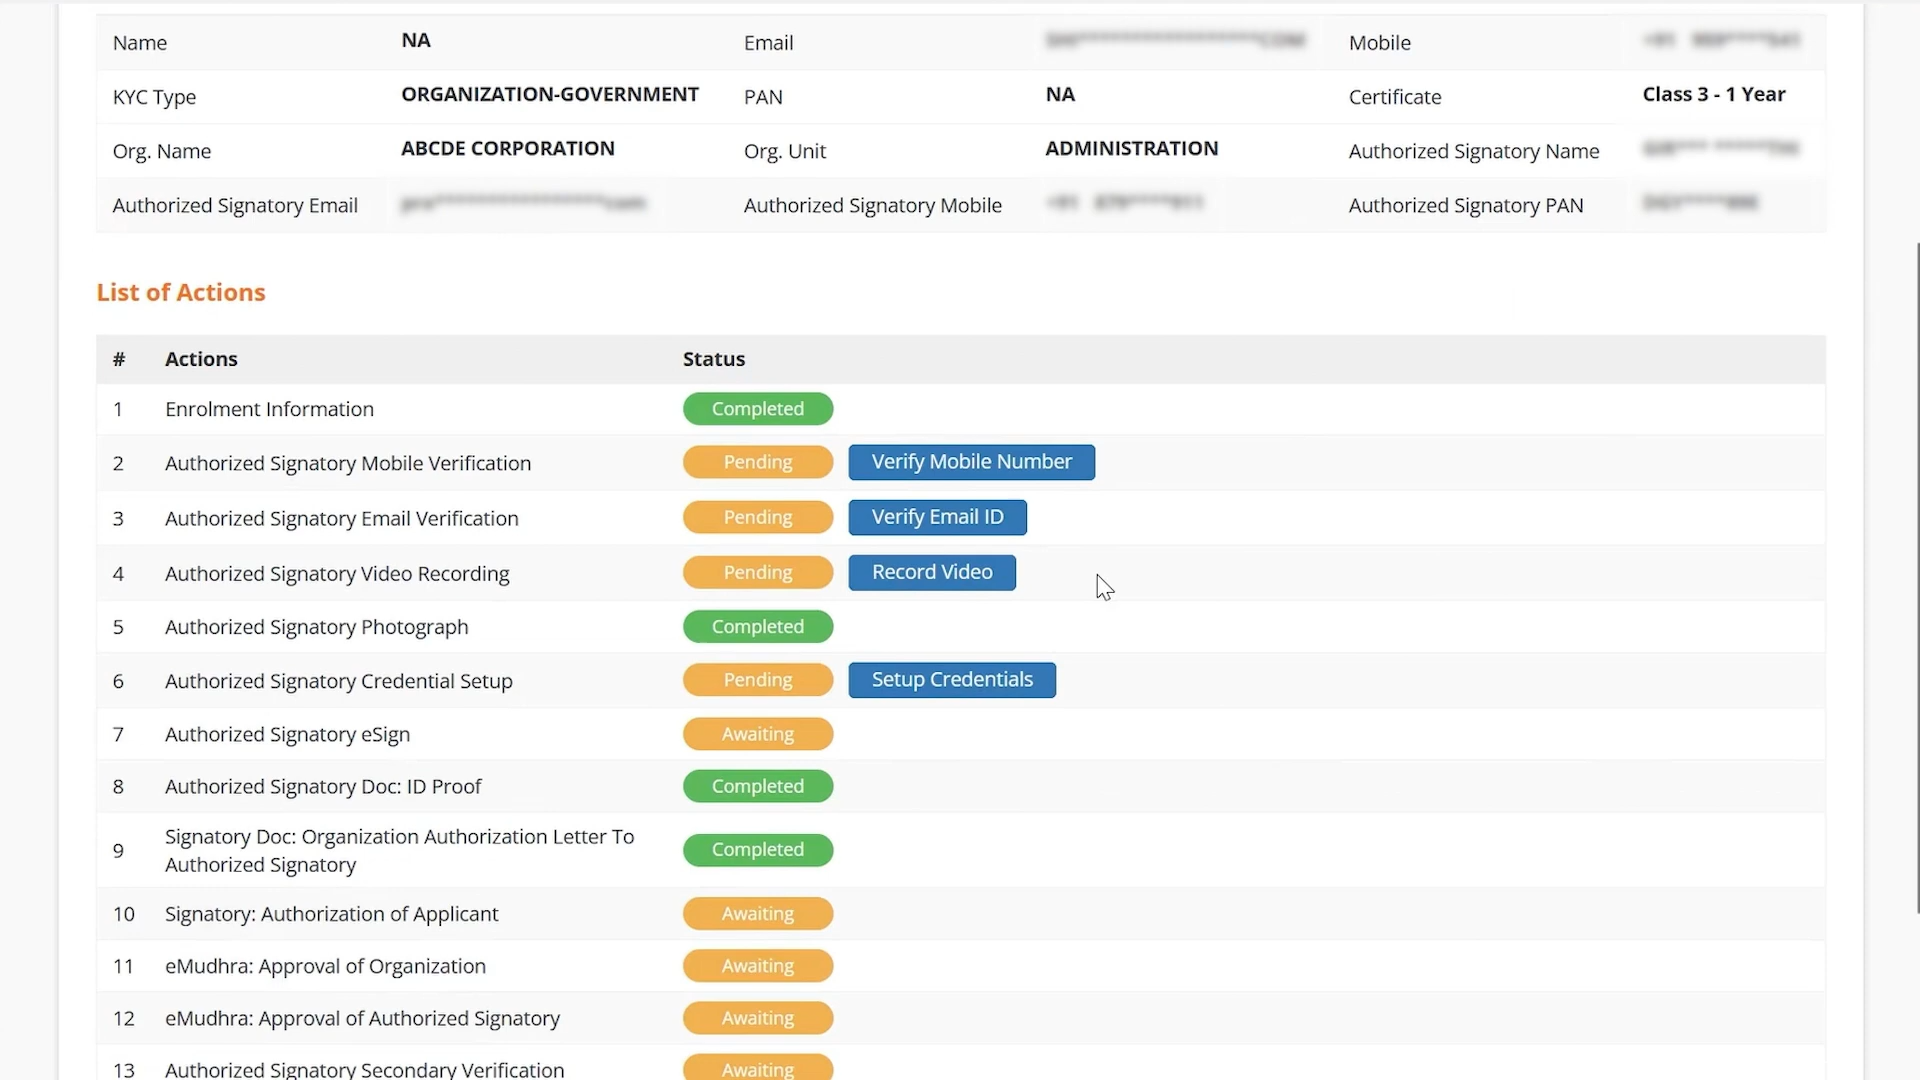 Name NA Email Mobile
KYC Type ORGANIZATION-GOVERNMENT PAN NA Certificate Class 3 - 1 Year
Org. Name ABCDE CORPORATION Org. Unit ADMINISTRATION Authorized Signatory Name
Authorized Signatory Email Authorized Signatory Mobile Authorized Signatory PAN
List of Actions
# Actions Status
1 Enrolment Information Completed
2 Authorized Signatory Mobile Verification Pending Verify Mobile Number
3 Authorized Signatory Email Verification Pending Verify Email ID
4 Authorized Signatory Video Recording Pending Record Video
5 Authorized Signatory Photograph Completed
6 Authorized Signatory Credential Setup Pending Setup Credentials
7 Authorized Signatory eSign Awaiting
8 Authorized Signatory Doc: ID Proof Completed
9 Signatory Doc: Organization Authorization Letter To
Authorized Signatory Completed
10 Signatory: Authorization of Applicant Awaiting
11 eMudhra: Approval of Organization Awaiting
12 eMudhra: Approval of Authorized Signatory Awaiting
13 Authorized Signatory Secondary Verification Awaiting